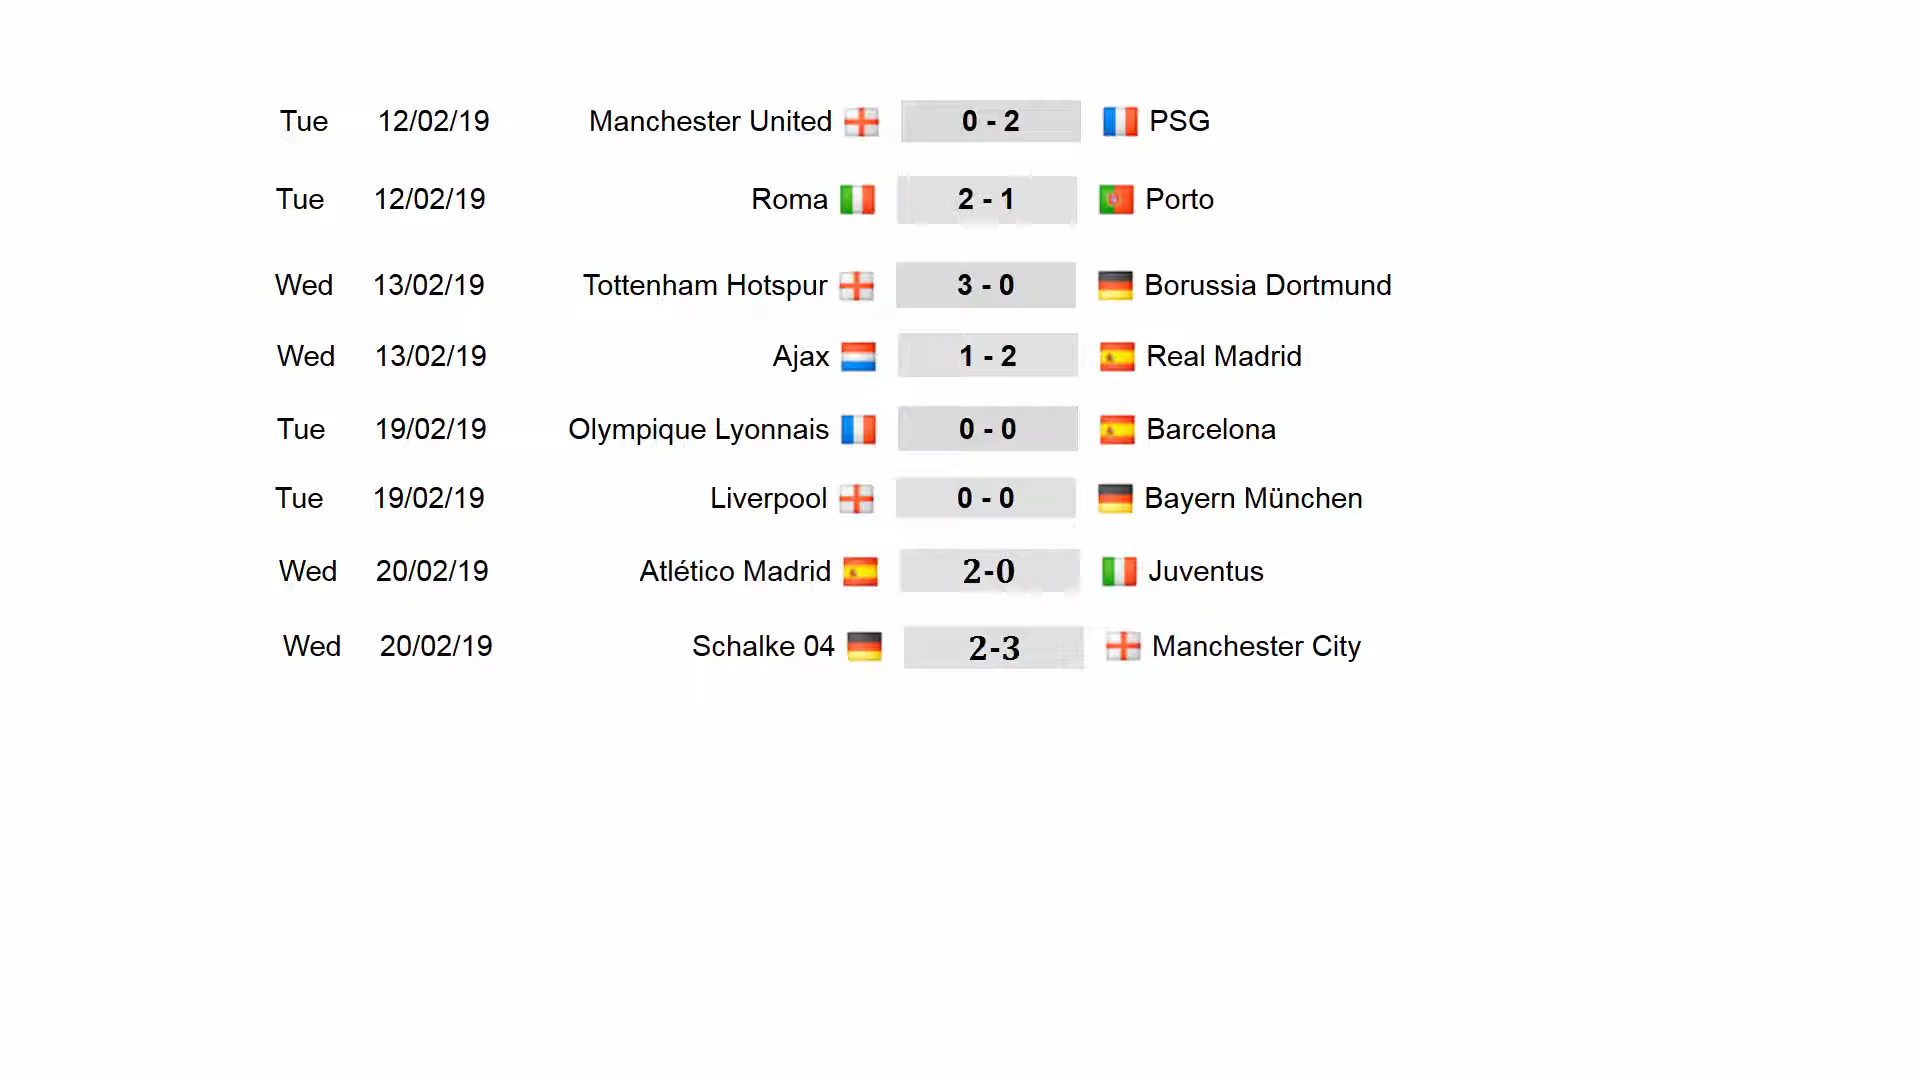 Tue 12/02/19 Manchester United 0 - 2 PSG
Tue 12/02/19 Roma 2 - 1 Porto
Wed 13/02/19 Tottenham Hotspur 3 - 0 Borussia Dortmund
Wed 13/02/19 Ajax 1 - 2 Real Madrid
Tue 19/02/19 Olympique Lyonnais 0 - 0 Barcelona
Tue 19/02/19 Liverpool 0 - 0 Bayern München
Wed 20/02/19 Atlético Madrid 2-0 Juventus
Wed 20/02/19 Schalke 04 2-3 Manchester City